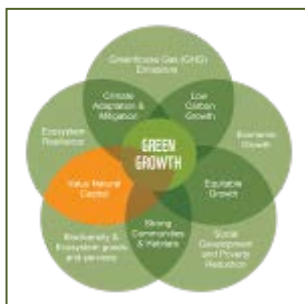 Greenhouse Gas (GHG)
Emissions
Climate
Adaptation &
Mitigation
Low
Carbon
Growth
Ecosystem
Resilience
Economic
Growth
GREEN
GROWTH
Value Natural
Capital
Equitable
Growth
Strong
Communities
& Habitats
Biodiversity &
Ecosystem goods
and services
Social
Development
and Poverty
Reduction